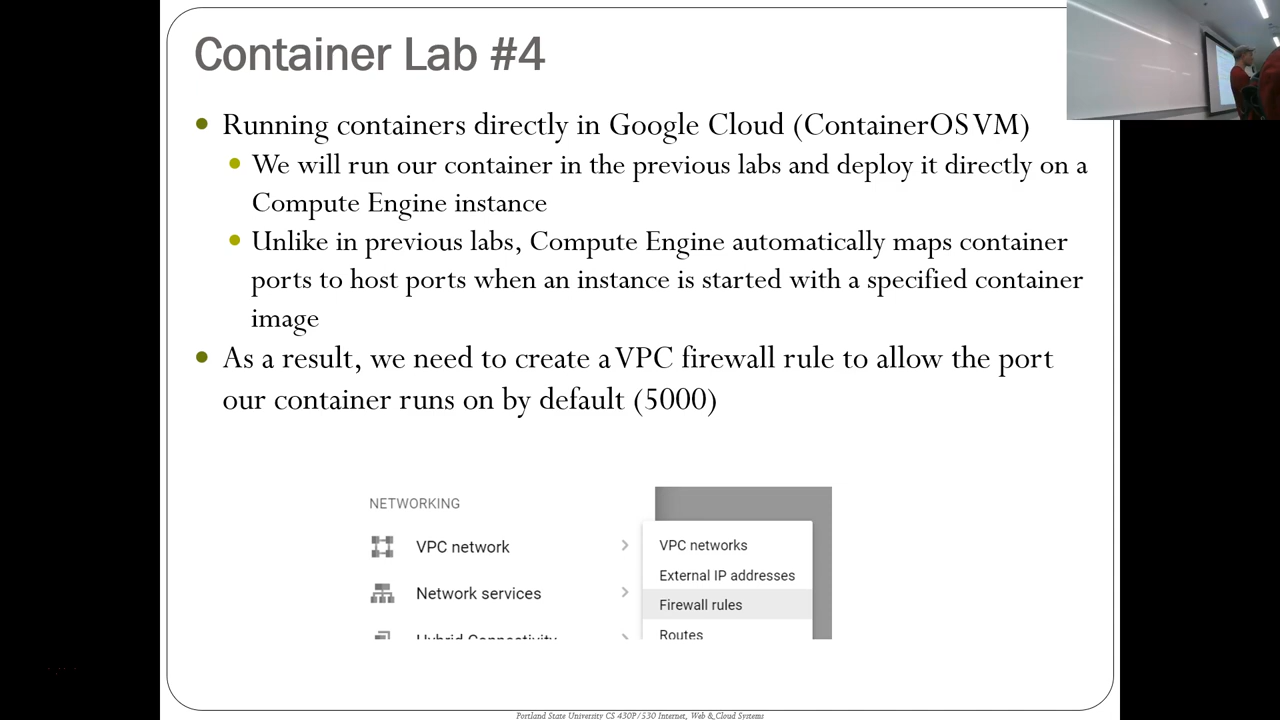 Container Lab #4
Running containers directly in Google Cloud (ContainerOS VM)
We will run our container in the previous labs and deploy it directly on a
Compute Engine instance
Unlike in previous labs, Compute Engine automatically maps container
ports to host ports when an instance is started with a specified container
image
As a result, we need to create a VPC firewall rule to allow the port
our container runs on by default (5000)
NETWORKING
VPC network
Network services
Hybrid Connectivity
VPC networks
External IP addresses
Firewall rules
Routes
Portland State University CS 430P/530 Internet, Web & Cloud Systems